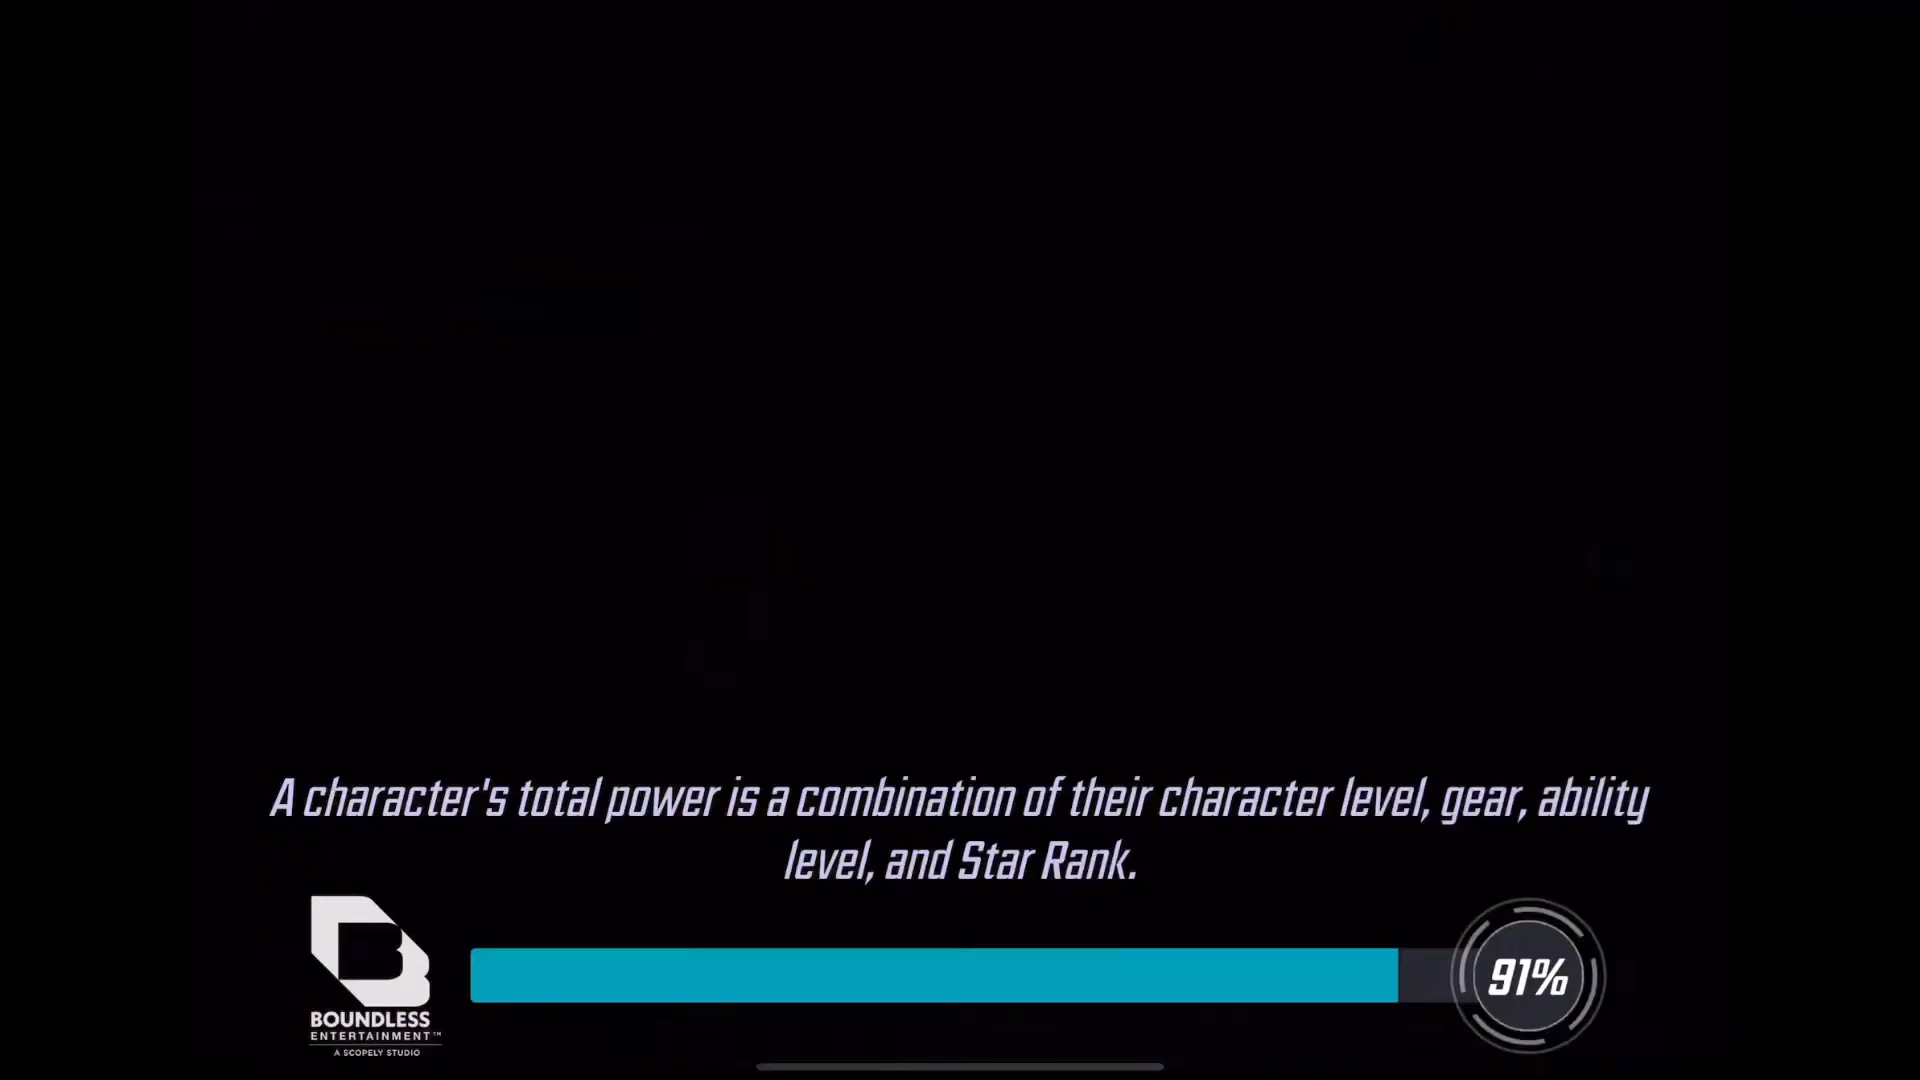 A character's total power is a combination of their character level, gear, ability
level, and Star Rank.
91%
BOUNDLESS
ENTERTAINMENT™
A SCOPELY STUDIO